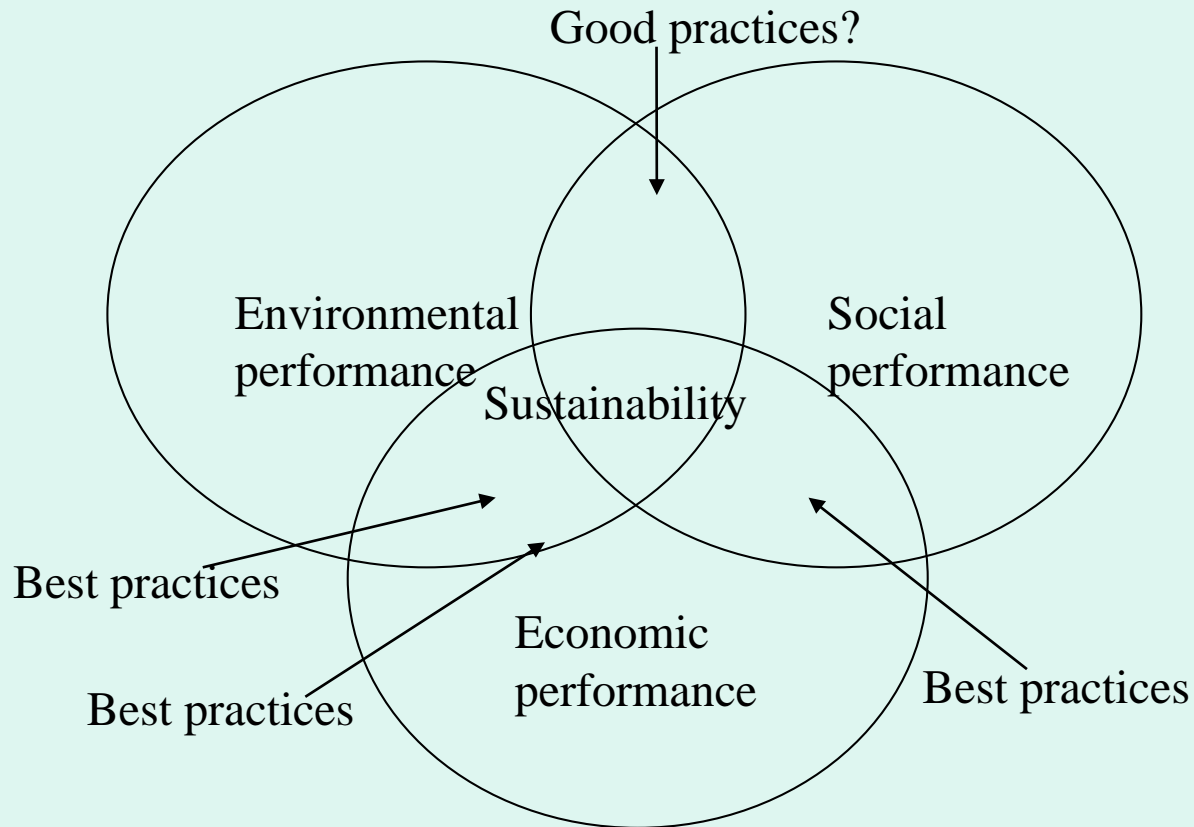 Good practices?
Environmental
performance
Social
performance
Sustainability
Best practices
Economic
performance
Best practices
Best practices